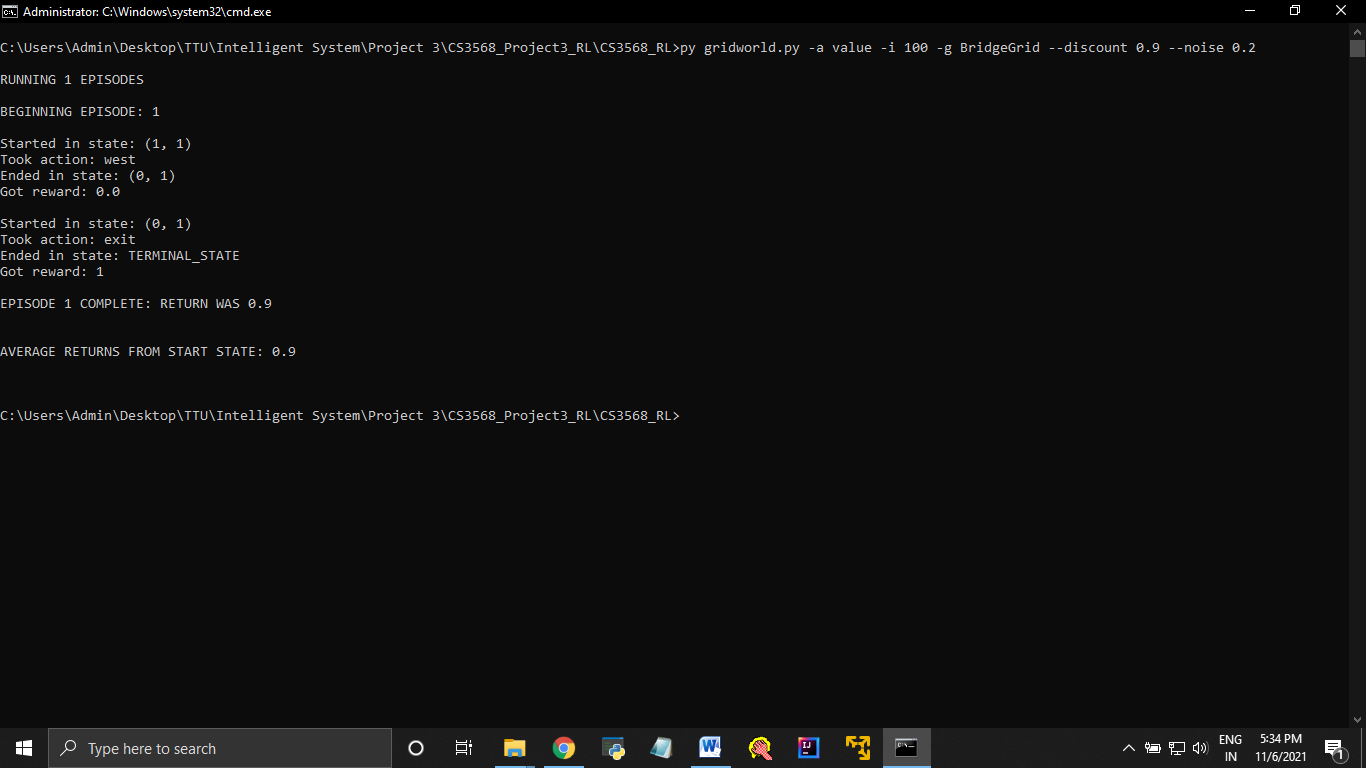 Administrator: C:\Windows\system32\cmd.exe
C:\Users\Admin\Desktop\TTU\Intelligent System\Project 3\CS3568_Project3_RL\CS3568_RL>py gridworld.py -a value -i 100 -g BridgeGrid --discount 0.9 --noise 0.2
RUNNING 1 EPISODES
BEGINNING EPISODE: 1
Started in state: (1, 1)
Took action: west
Ended in state: (0, 1)
Got reward: 0.0
Started in state: (0, 1)
Took action: exit
Ended in state: TERMINAL_STATE
Got reward: 1
EPISODE 1 COMPLETE: RETURN WAS 0.9
AVERAGE RETURNS FROM START STATE: 0.9
C:\Users\Admin\Desktop\TTU\Intelligent System\Project 3\CS3568_Project3_RL\CS3568_RL>
Type here to search
ENG
IN
5:34 PM
11/6/2021
1